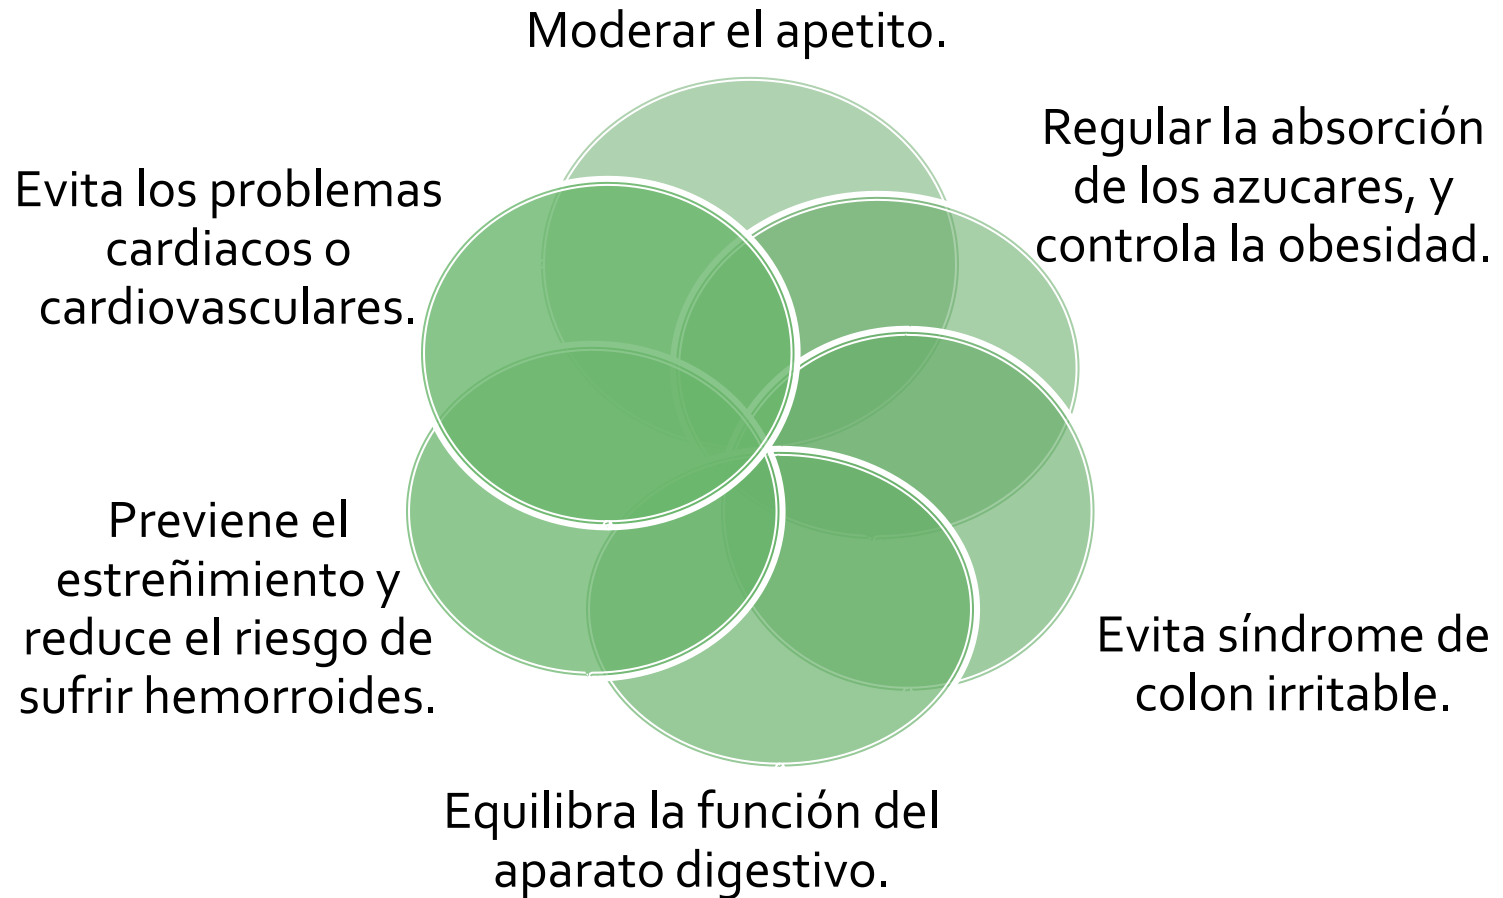 Moderar el apetito.
Regular la absorción
de los azucares, y
controla la obesidad.
Evita síndrome de
colon irritable.
Equilibra la función del
aparato digestivo.
Previene el
estreñimiento y
reduce el riesgo de
sufrir hemorroides.
Evita los problemas
cardiacos o
cardiovasculares.